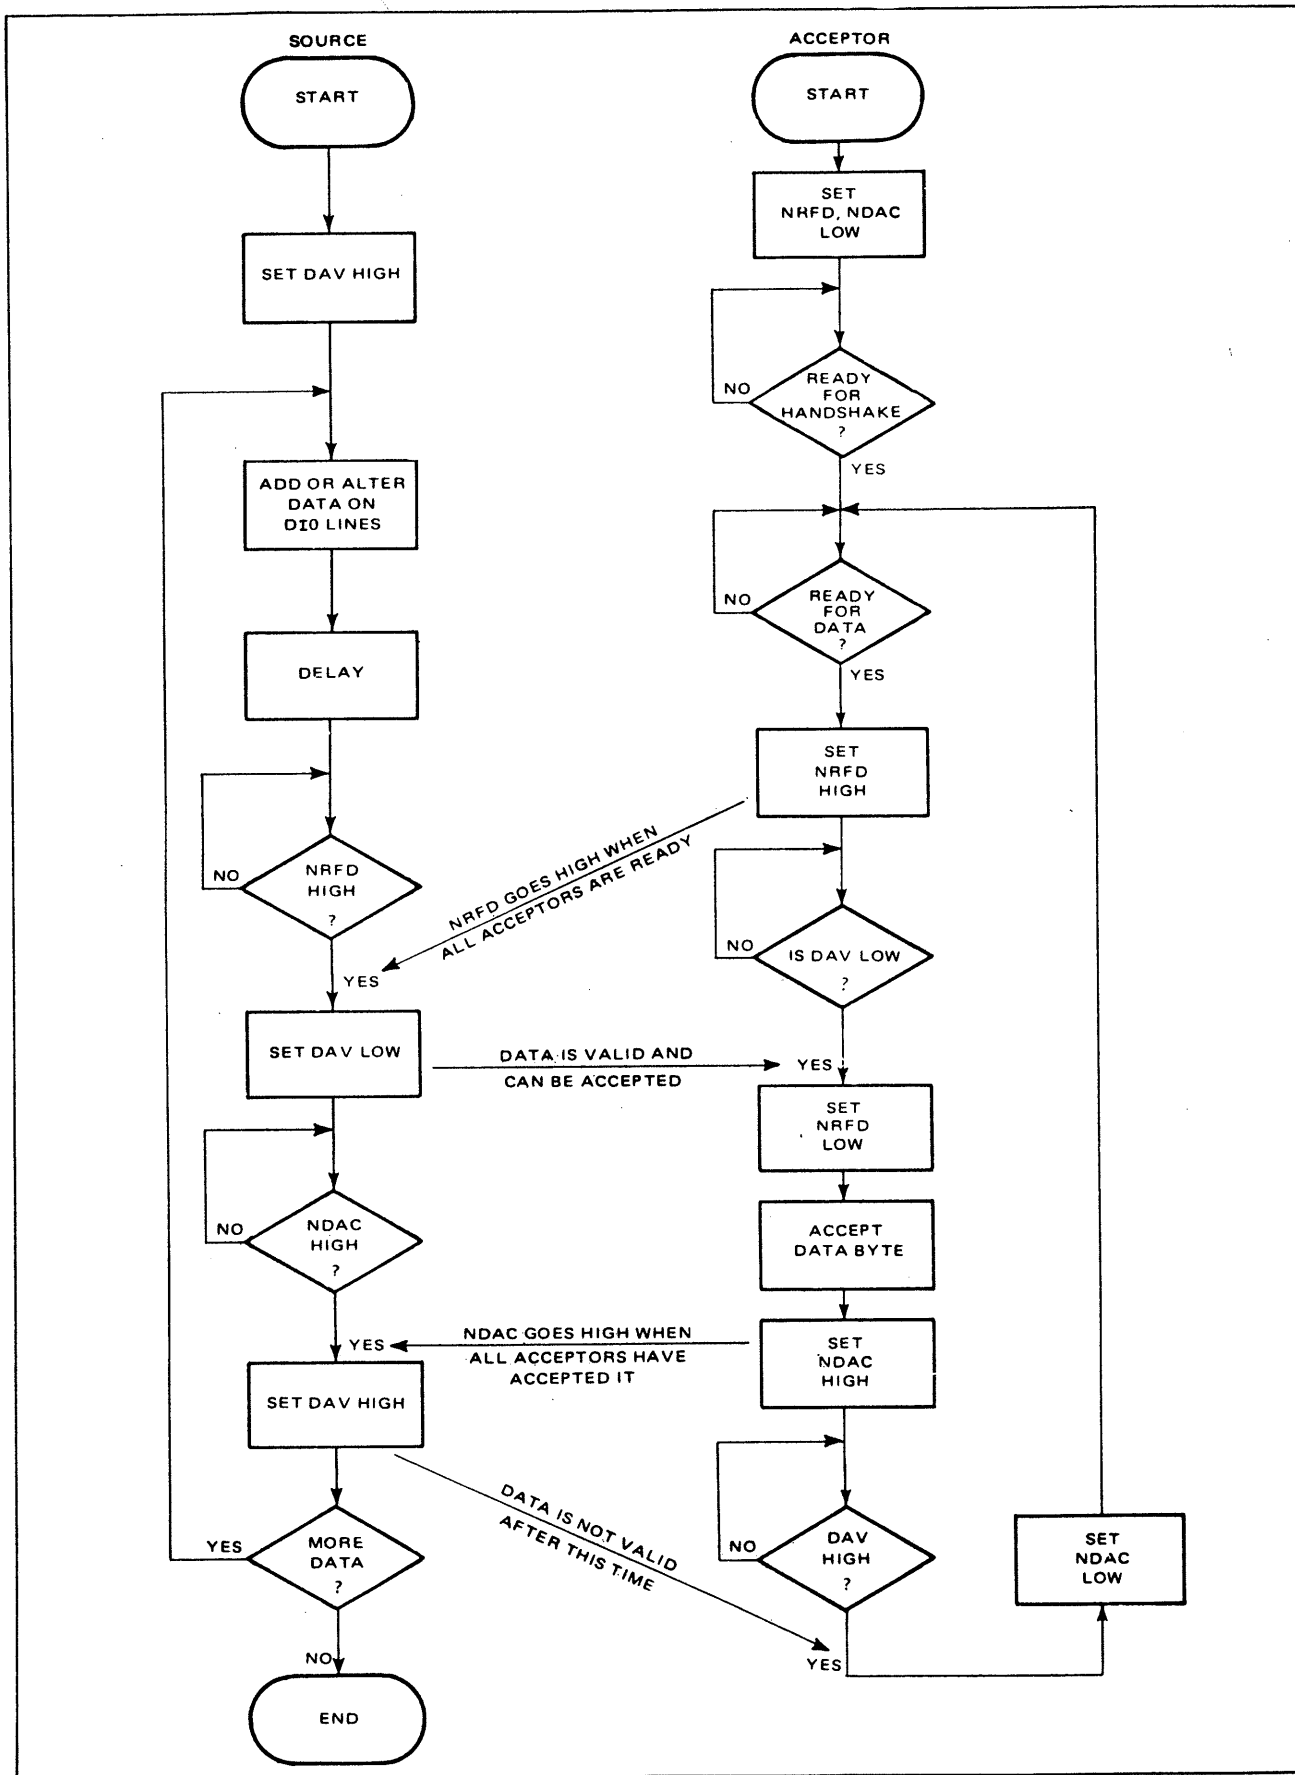 SOURCE
START
SET DAV HIGH
ADD OR ALTER
DATA ON
DIO LINES
DELAY
NRFD
HIGH
?
NO
YES
SET DAV LOW
NDAC
HIGH
?
NO
YES
SET DAV HIGH
MORE
DATA
?
YES
NO
END
NRFD GOES HIGH WHEN
ALL ACCEPTORS ARE READY
DATA IS VALID AND
CAN BE ACCEPTED
NDAC GOES HIGH WHEN
ALL ACCEPTORS HAVE
ACCEPTED IT
DATA IS NOT VALID
AFTER THIS TIME
ACCEPTOR
START
SET
NRFD, NDAC
LOW
READY
FOR
HANDSHAKE
?
NO
YES
READY
FOR
DATA
?
NO
YES
SET
NRFD
HIGH
IS DAV LOW
?
NO
YES
SET
NRFD
LOW
ACCEPT
DATA BYTE
SET
NDAC
HIGH
DAV
HIGH
?
NO
YES
SET
NDAC
LOW